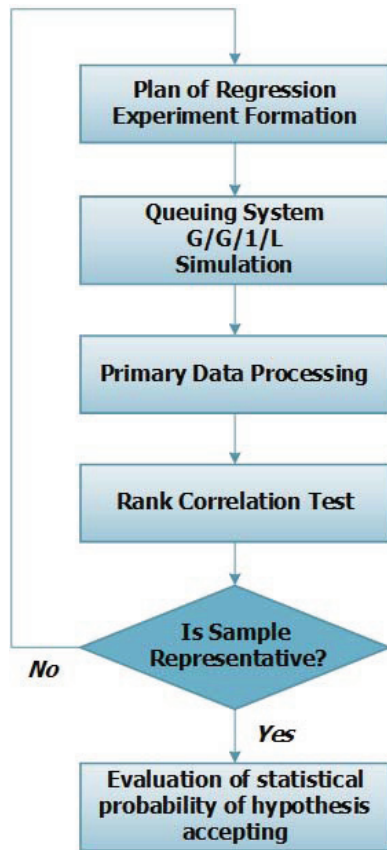 Plan of Regression
Experiment Formation
Queuing System
G/G/1/L
Simulation
Primary Data Processing
Rank Correlation Test
Is Sample
Representative?
No
Yes
Evaluation of statistical
probability of hypothesis
accepting